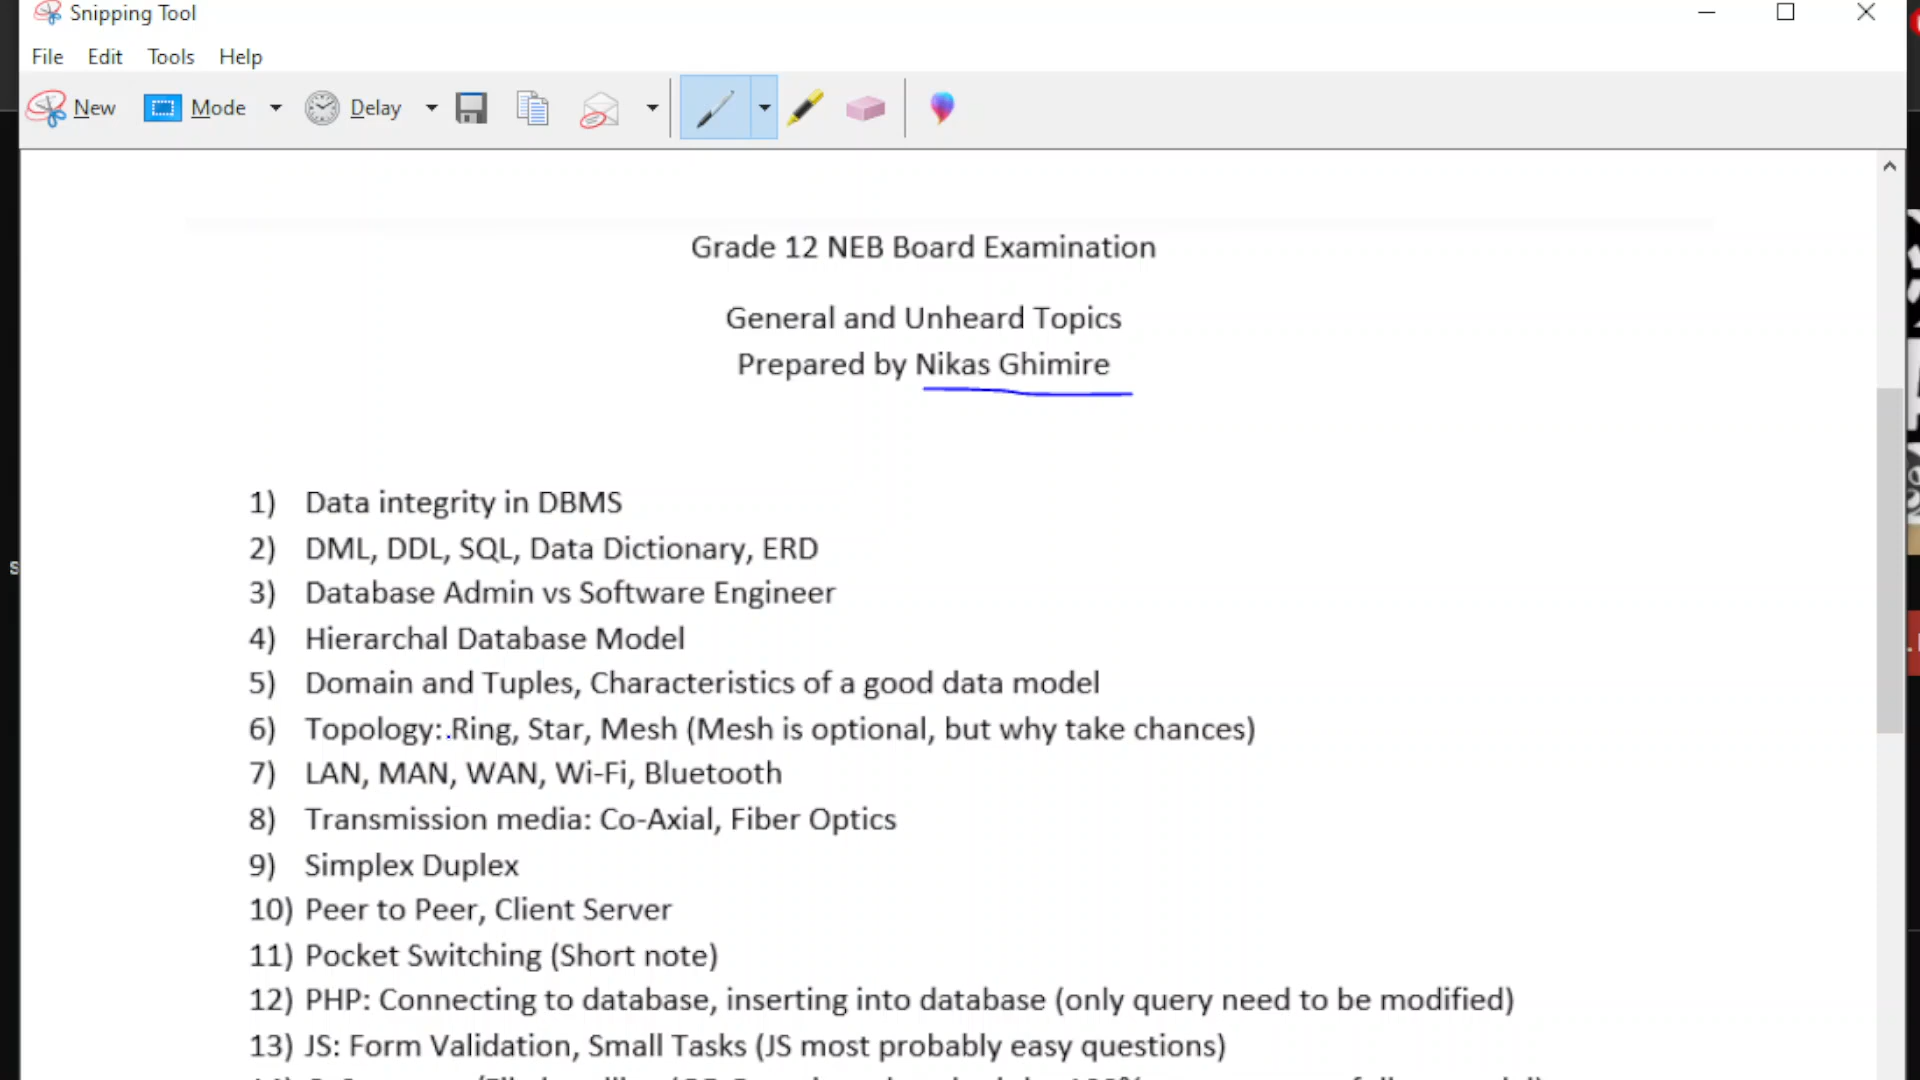 Snipping Tool
File Edit Tools Help
New Mode Delay
Grade 12 NEB Board Examination
General and Unheard Topics
Prepared by Nikas Ghimire
1) Data integrity in DBMS
2) DML, DDL, SQL, Data Dictionary, ERD
3) Database Admin vs Software Engineer
4) Hierarchal Database Model
5) Domain and Tuples, Characteristics of a good data model
6) Topology: Ring, Star, Mesh (Mesh is optional, but why take chances)
7) LAN, MAN, WAN, Wi-Fi, Bluetooth
8) Transmission media: Co-Axial, Fiber Optics
9) Simplex Duplex
10) Peer to Peer, Client Server
11) Pocket Switching (Short note)
12) PHP: Connecting to database, inserting into database (only query need to be modified)
13) JS: Form Validation, Small Tasks (JS most probably easy questions)